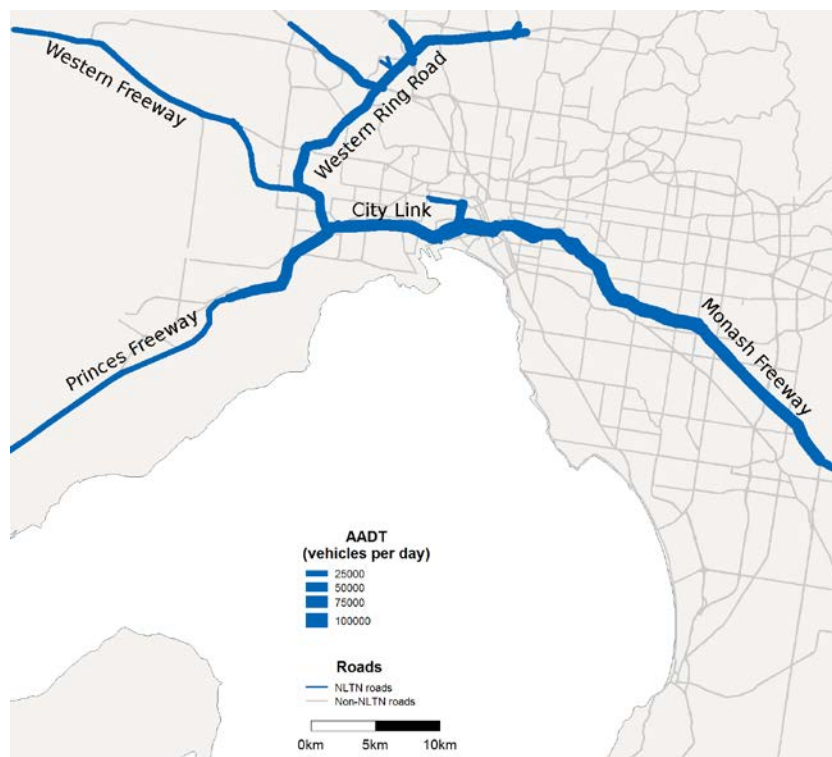 Western Freeway
Western Ring Road
City Link
Princes Freeway
Monash Freeway
AADT
(vehicles per day)
25000
50000
75000
100000
Roads
NLTN roads
Non-NLTN roads
0km 5km 10km